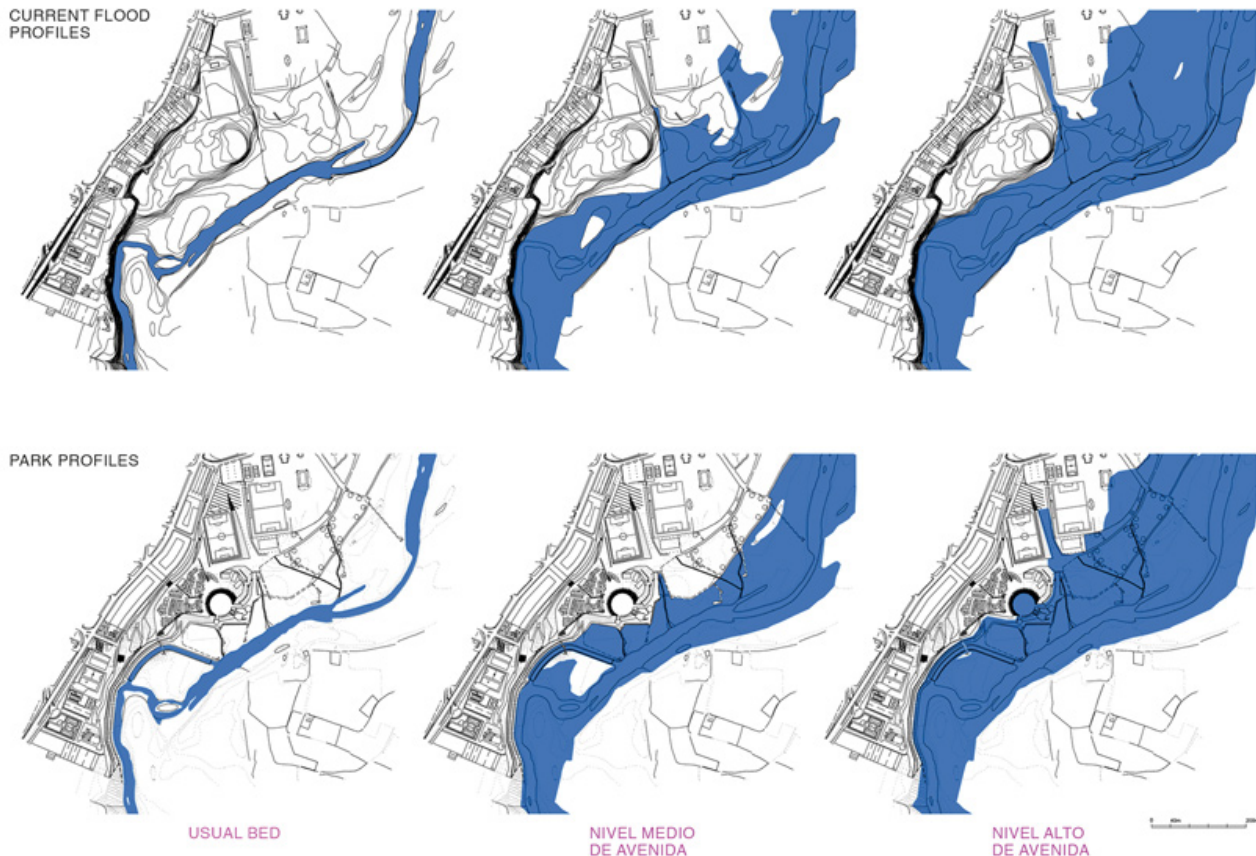 CURRENT FLOOD
PROFILES
PARK PROFILES
USUAL BED
NIVEL MEDIO
DE AVENIDA
NIVEL ALTO
DE AVENIDA